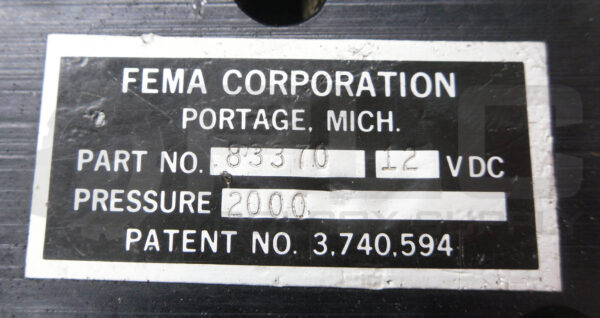 FEMA CORPORATION
PORTAGE, MICH.
PART NO. 83370 12 VDC
PRESSURE 2000
PATENT NO. 3,740,594